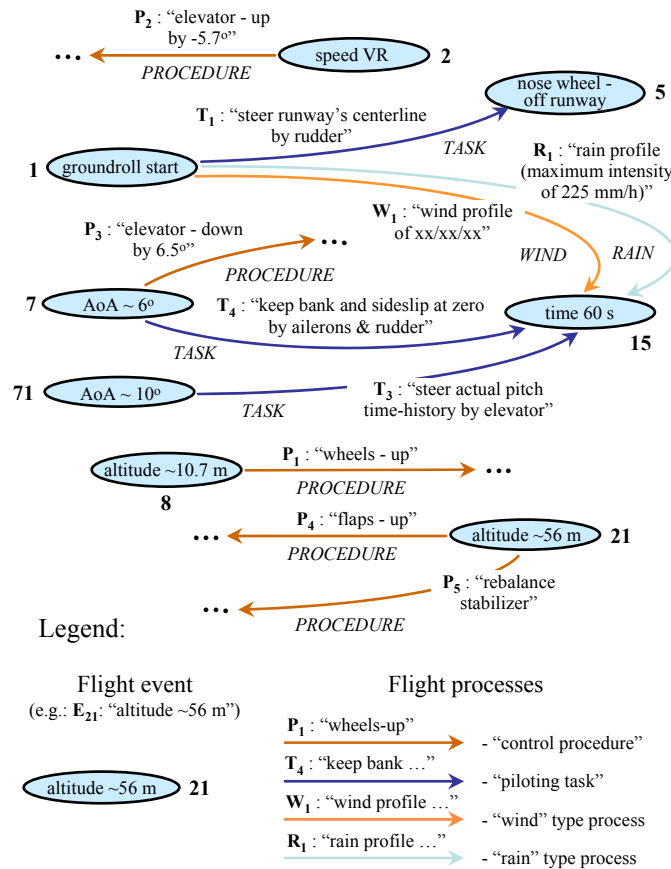 P2 : “elevator - up
by -5.7º”
...
PROCEDURE
speed VR
2
nose wheel -
off runway
5
T1 : “steer runway’s centerline
by rudder”
TASK
1
groundroll start
R1 : “rain profile
(maximum intensity
of 225 mm/h)”
W1 : “wind profile
of xx/xx/xx”
WIND
RAIN
P3 : “elevator - down
by 6.5º”
...
PROCEDURE
7
AoA ~ 6º
T4 : “keep bank and sideslip at zero
by ailerons & rudder”
TASK
time 60 s
15
71
AoA ~ 10º
TASK
T3 : “steer actual pitch
time-history by elevator”
altitude ~10.7 m
8
P1 : “wheels - up”
PROCEDURE
...
...
P4 : “flaps - up”
PROCEDURE
altitude ~56 m
21
P5 : “rebalance
stabilizer”
...
PROCEDURE
Legend:
Flight event
(e.g.: E21: “altitude ~56 m”)
altitude ~56 m
21
Flight processes
P1 : “wheels-up”
- “control procedure”
T4 : “keep bank …”
- “piloting task”
W1 : “wind profile …”
- “wind” type process
R1 : “rain profile …”
- “rain” type process